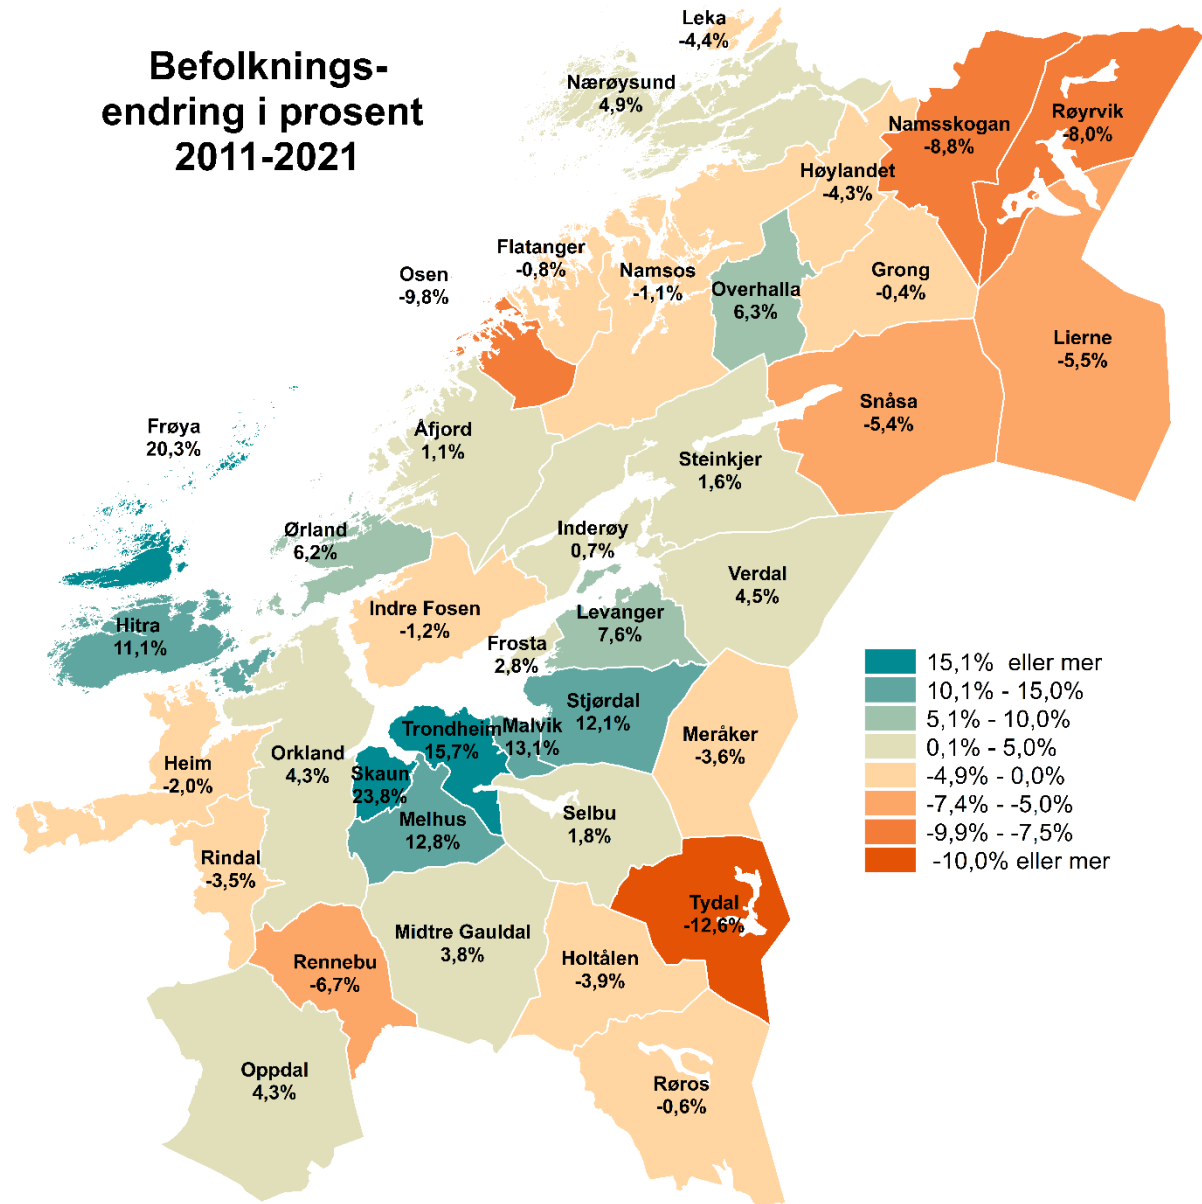 Befolknings-
endring i prosent
2011-2021
Leka
-4,4%
Nærøysund
4,9%
Namsskogan
-8,8%
Røyrvik
-8,0%
Høylandet
-4,3%
Flatanger
-0,8%
Osen
-9,8%
Namsos
-1,1%
Overhalla
6,3%
Grong
-0,4%
Lierne
-5,5%
Snåsa
-5,4%
Frøya
20,3%
Åfjord
1,1%
Steinkjer
1,6%
Ørland
6,2%
Inderøy
0,7%
Verdal
4,5%
Hitra
11,1%
Indre Fosen
-1,2%
Levanger
7,6%
Frosta
2,8%
Stjørdal
12,1%
Trondheim
15,7%
Malvik
13,1%
Meråker
-3,6%
Heim
-2,0%
Orkland
4,3%
Skaun
23,8%
Melhus
12,8%
Selbu
1,8%
Rindal
-3,5%
Tydal
-12,6%
Midtre Gauldal
3,8%
Rennebu
-6,7%
Holtålen
-3,9%
Oppdal
4,3%
Røros
-0,6%
15,1% eller mer
10,1% - 15,0%
5,1% - 10,0%
0,1% - 5,0%
-4,9% - 0,0%
-7,4% - -5,0%
-9,9% - -7,5%
-10,0% eller mer